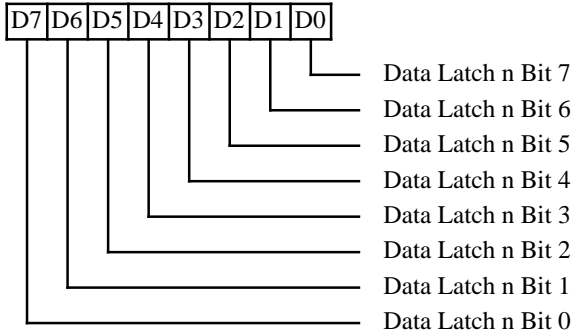 D7 D6 D5 D4 D3 D2 D1 D0
Data Latch n Bit 7
Data Latch n Bit 6
Data Latch n Bit 5
Data Latch n Bit 4
Data Latch n Bit 3
Data Latch n Bit 2
Data Latch n Bit 1
Data Latch n Bit 0